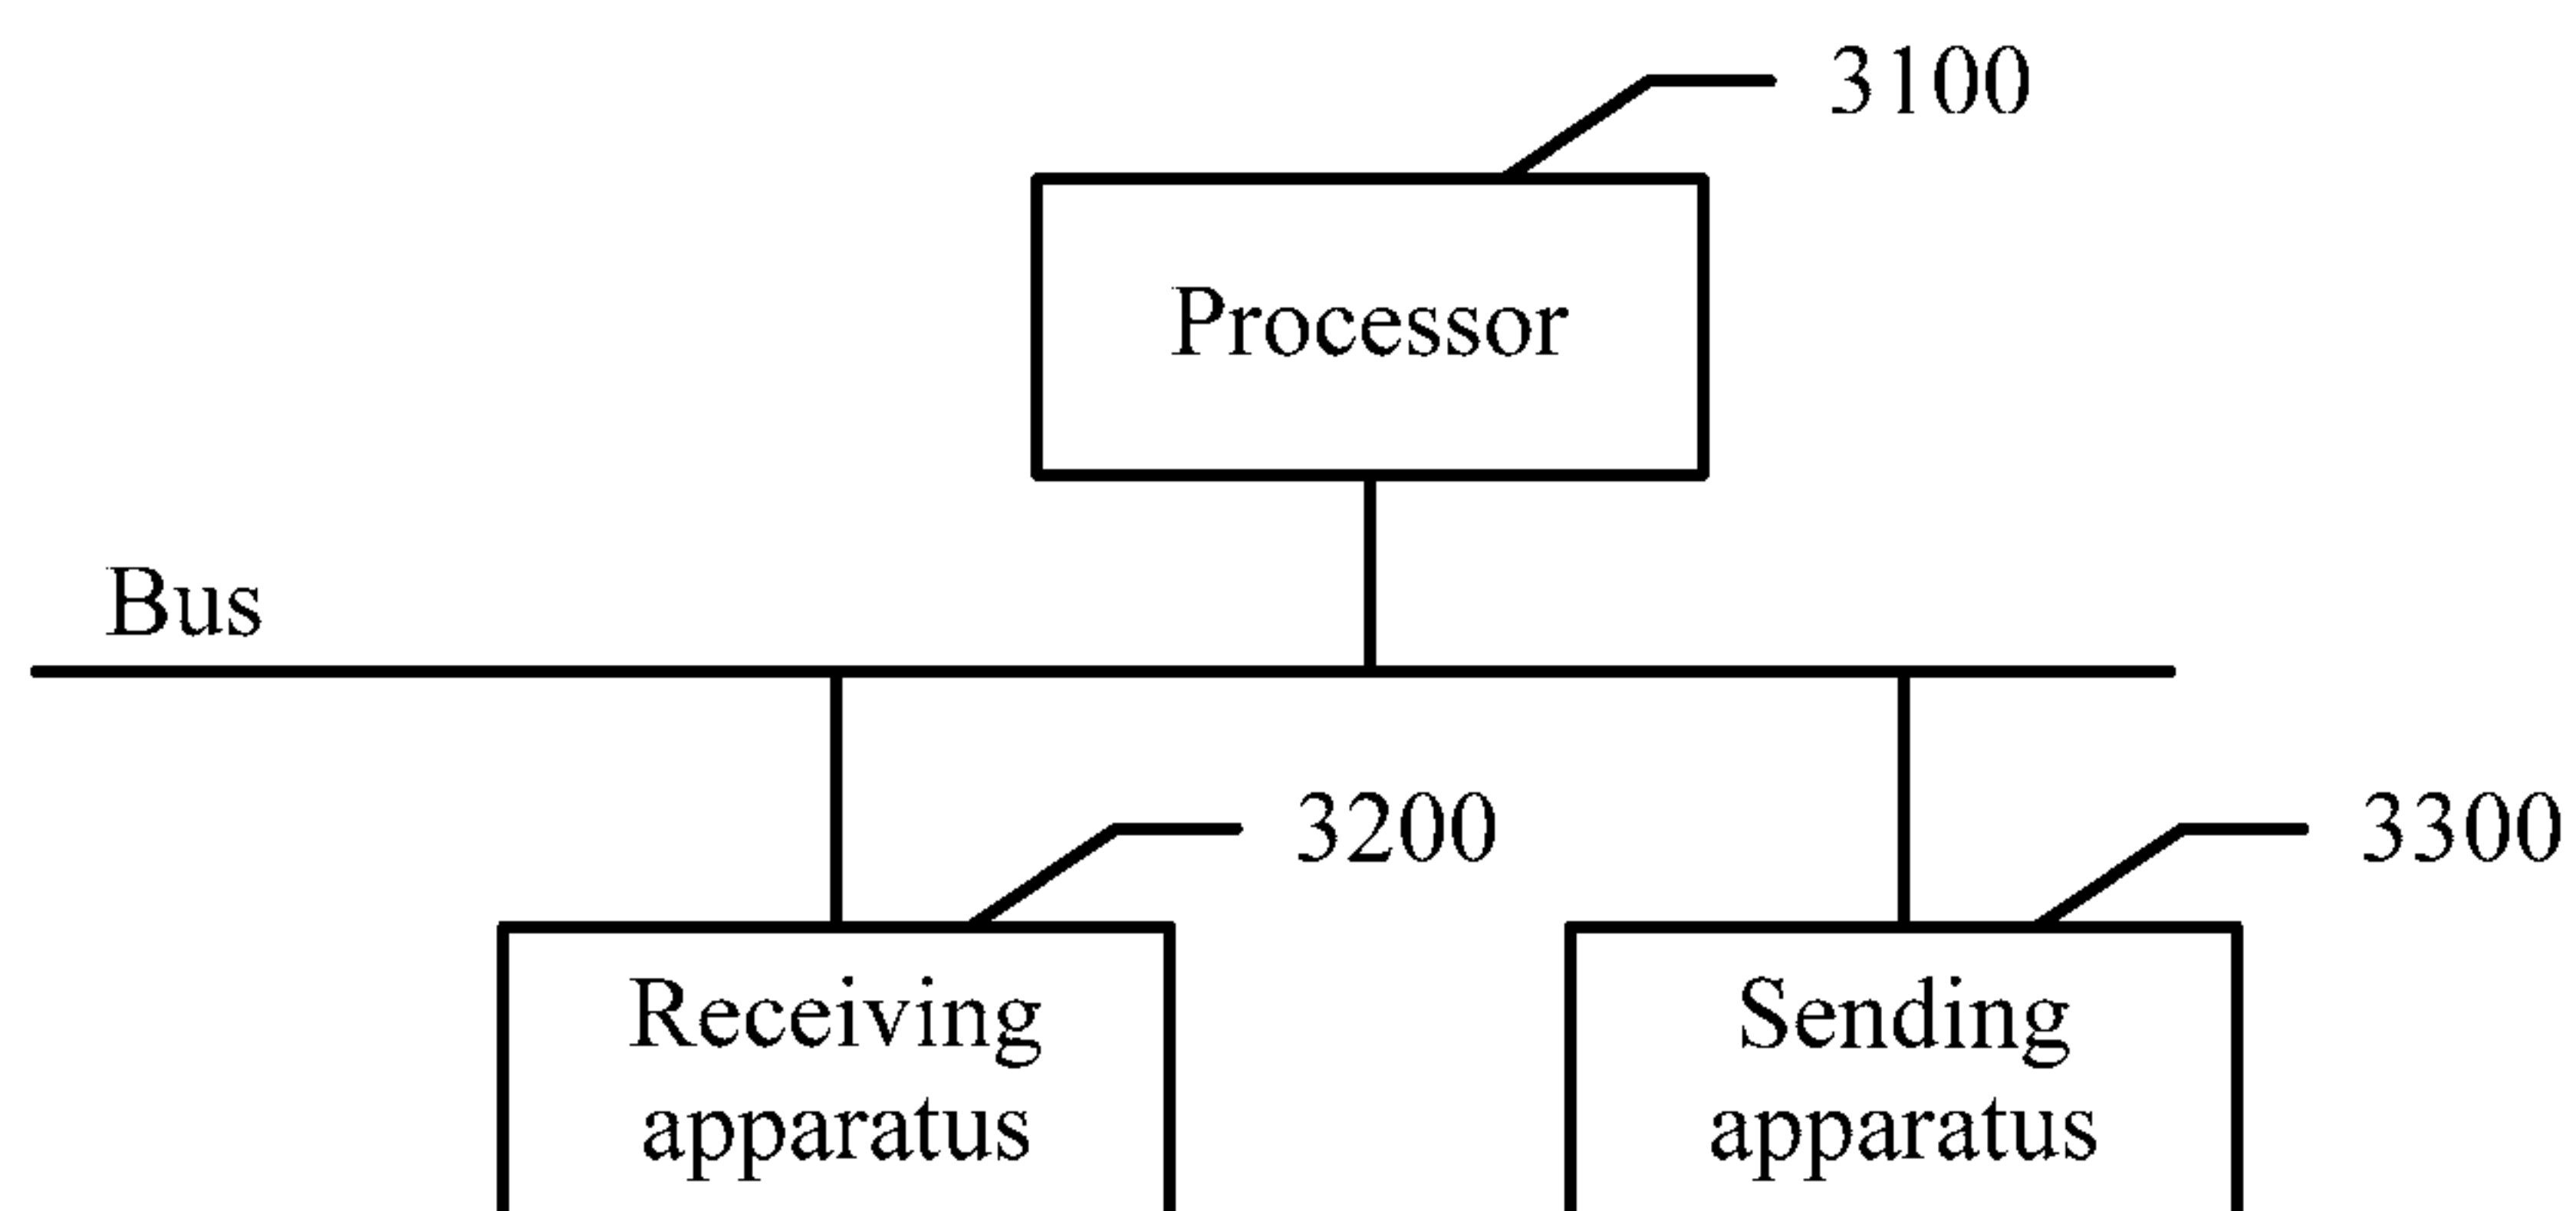 3100
Processor
Bus
3200
3300
Receiving
apparatus
Sending
apparatus